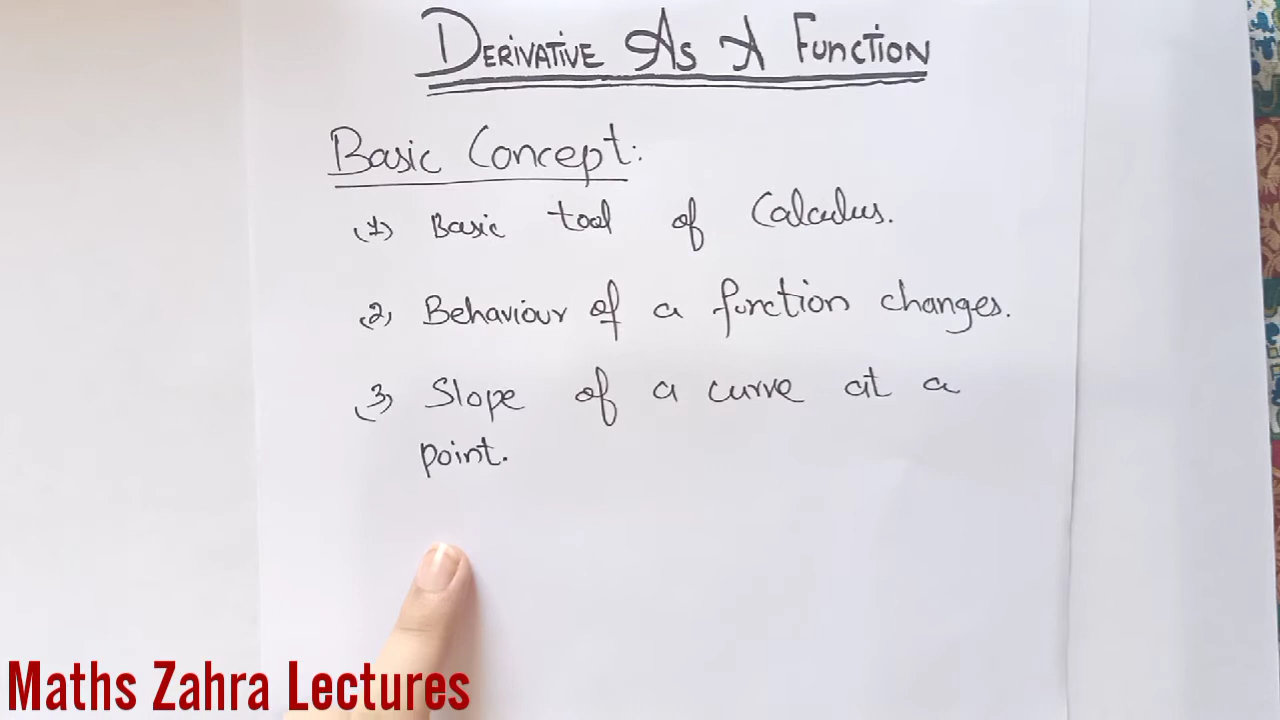 DERIVATIVE AS A FUNCTION
Basic Concept:
(1) Basic tool of Calculus.
(2) Behaviour of a function changes.
(3) Slope of a curve at a
point.
Maths Zahra Lectures